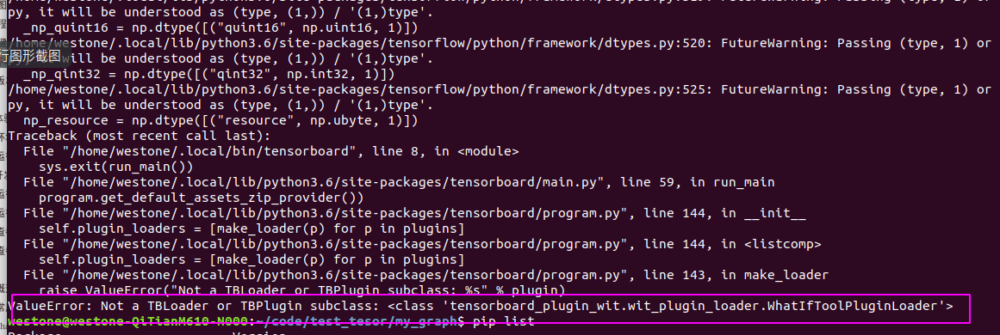 py, it will be understood as (type, (1,)) / '(1,)type'.
  _np_quint16 = np.dtype([("quint16", np.uint16, 1)])
/home/westone/.local/lib/python3.6/site-packages/tensorflow/python/framework/dtypes.py:520: FutureWarning: Passing (type, 1) or
行图形截图
will be understood as (type, (1,)) / '(1,)type'.
  _np_qint32 = np.dtype([("qint32", np.int32, 1)])
/home/westone/.local/lib/python3.6/site-packages/tensorflow/python/framework/dtypes.py:525: FutureWarning: Passing (type, 1) or
py, it will be understood as (type, (1,)) / '(1,)type'.
  np_resource = np.dtype([("resource", np.ubyte, 1)])
Traceback (most recent call last):
  File "/home/westone/.local/bin/tensorboard", line 8, in <module>
    sys.exit(run_main())
  File "/home/westone/.local/lib/python3.6/site-packages/tensorboard/main.py", line 59, in run_main
    program.get_default_assets_zip_provider())
  File "/home/westone/.local/lib/python3.6/site-packages/tensorboard/program.py", line 144, in __init__
    self.plugin_loaders = [make_loader(p) for p in plugins]
  File "/home/westone/.local/lib/python3.6/site-packages/tensorboard/program.py", line 144, in <listcomp>
    self.plugin_loaders = [make_loader(p) for p in plugins]
  File "/home/westone/.local/lib/python3.6/site-packages/tensorboard/program.py", line 143, in make_loader
    raise ValueError("Not a TBLoader or TBPlugin subclass: %s" % plugin)
ValueError: Not a TBLoader or TBPlugin subclass: <class 'tensorboard_plugin_wit.wit_plugin_loader.WhatIfToolPluginLoader'>
westone@westone-QiTianM610-N000:~/code/test_tesor/my_graph$ pip list